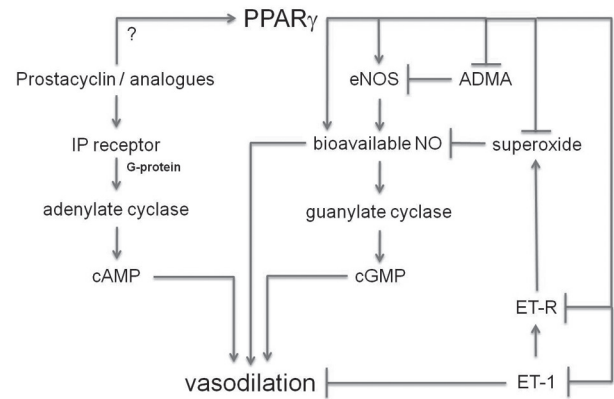 PPARγ
?
Prostacyclin / analogues
eNOS
ADMA
IP receptor
bioavailable NO
superoxide
G-protein
adenylate cyclase
guanylate cyclase
cAMP
cGMP
ET-R
vasodilation
ET-1